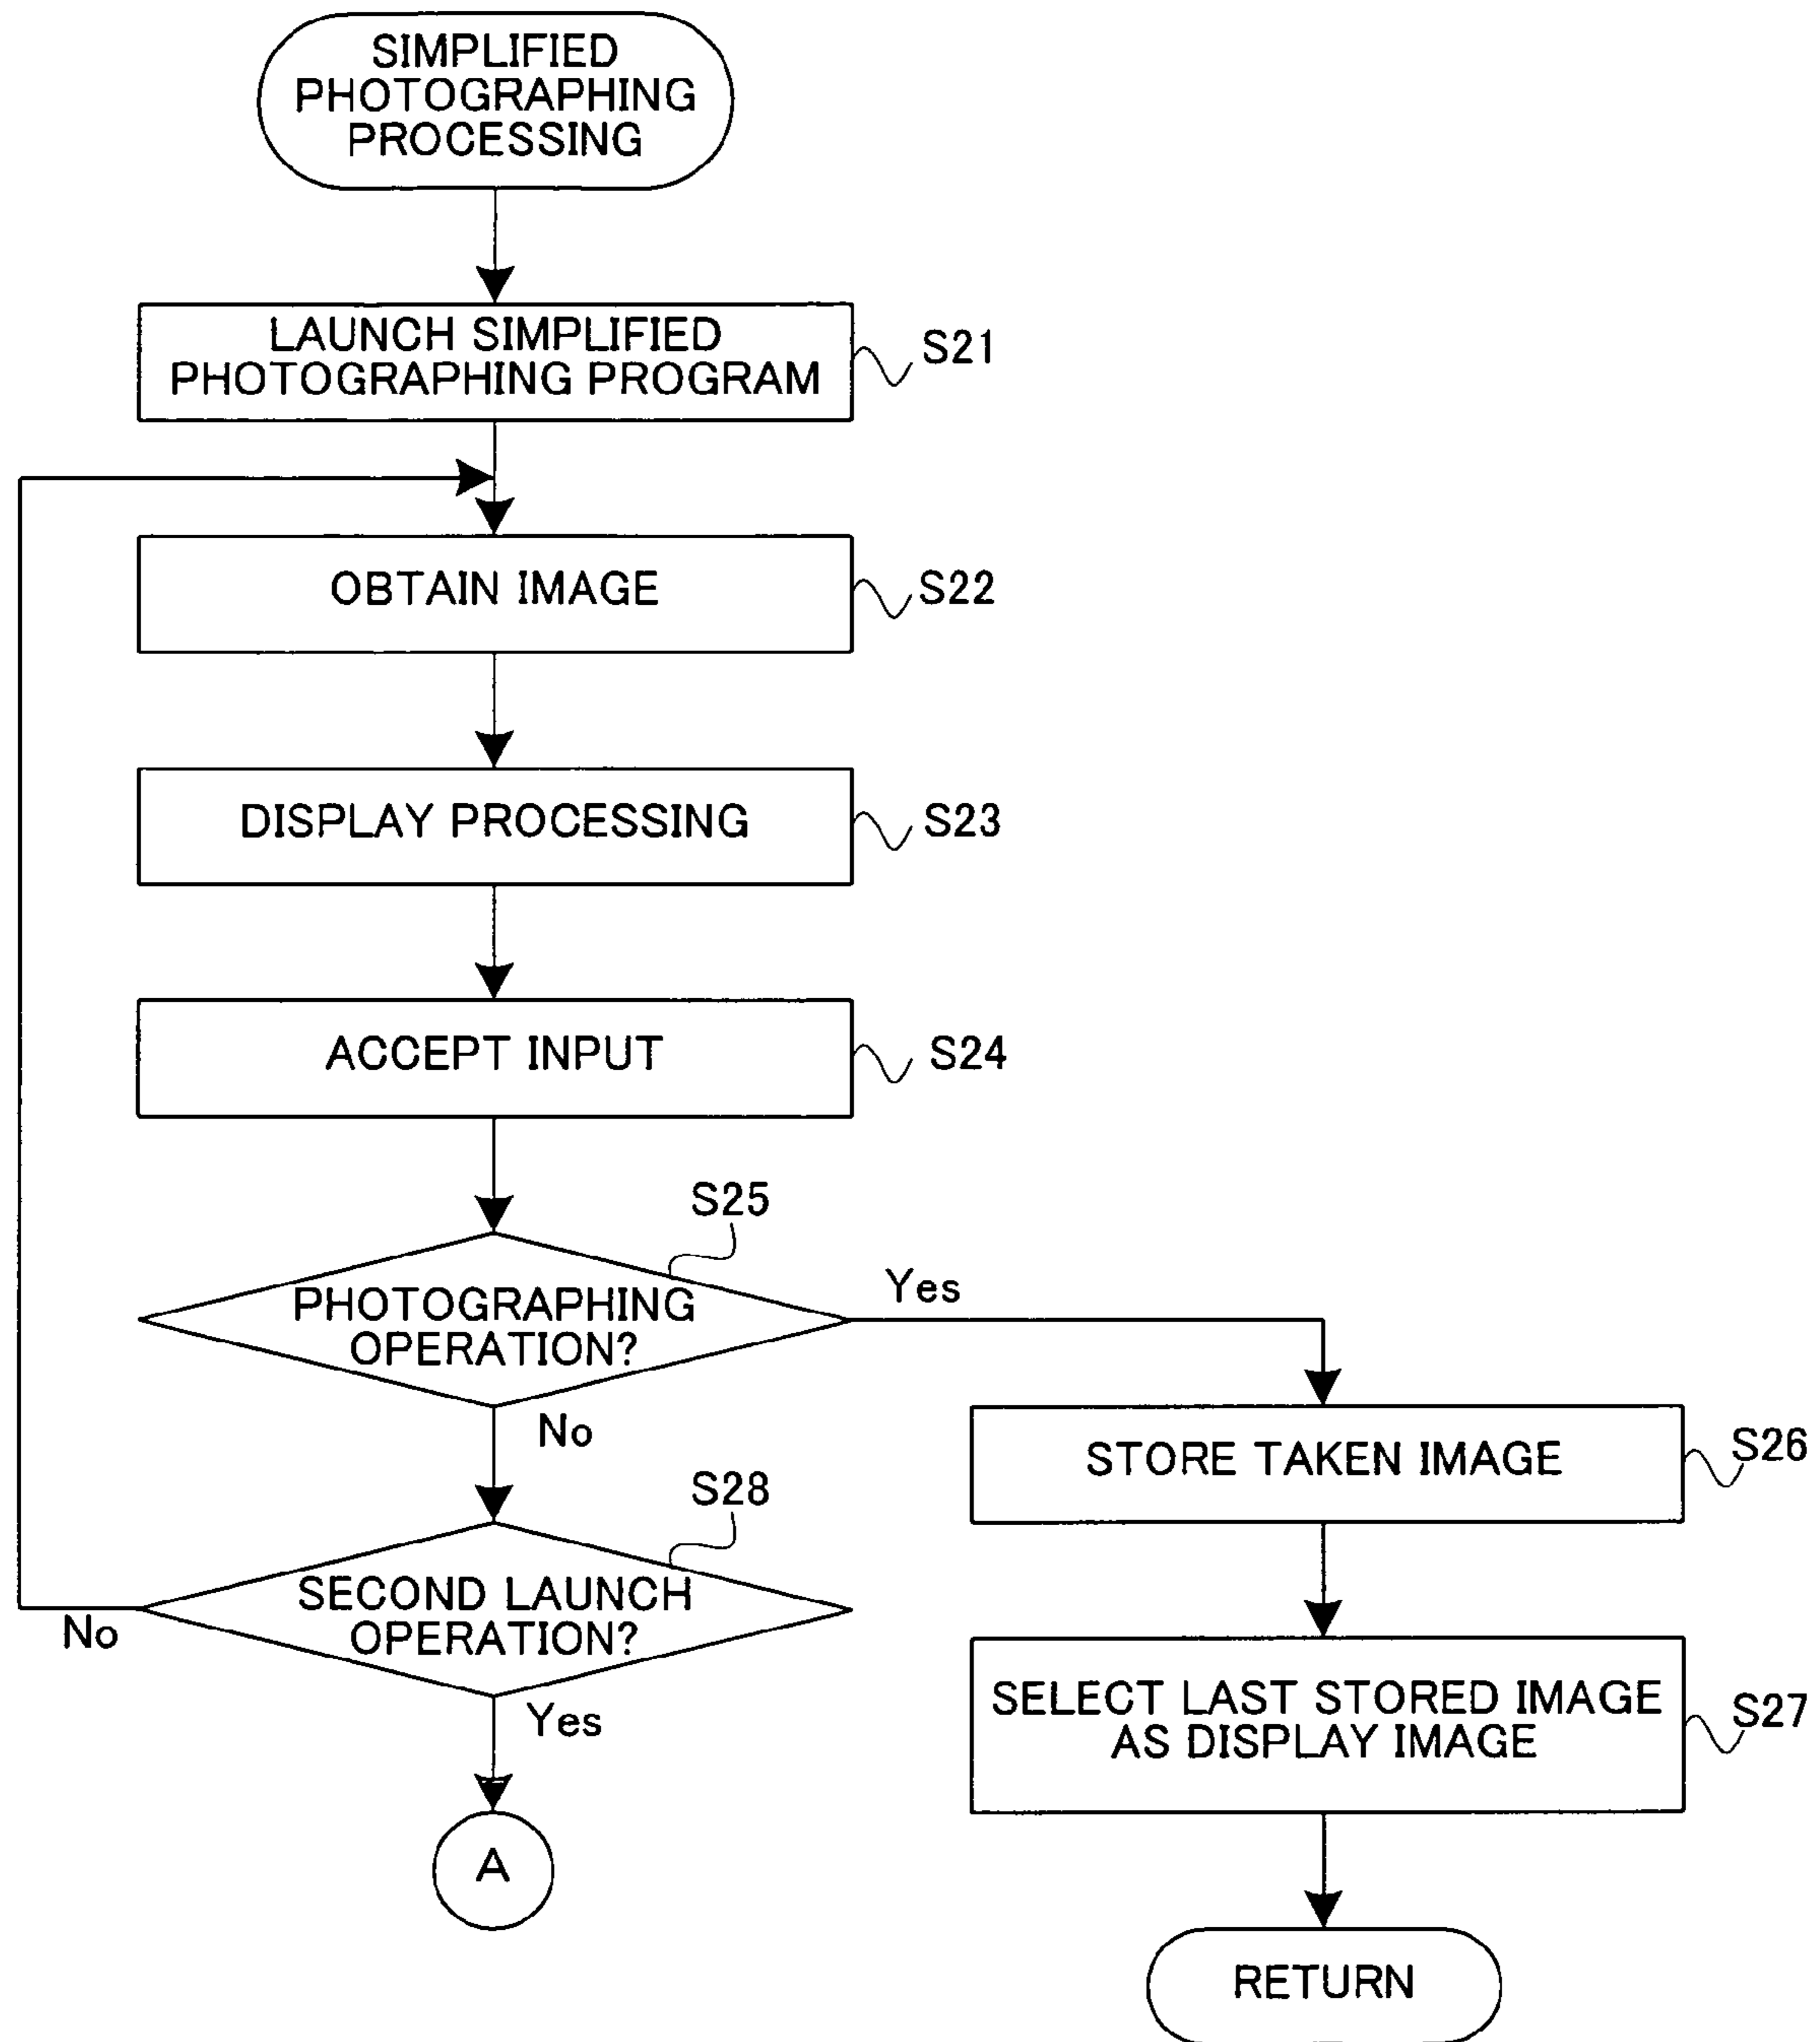 SIMPLIFIED
PHOTOGRAPHING
PROCESSING
LAUNCH SIMPLIFIED
PHOTOGRAPHING PROGRAM
S21
OBTAIN IMAGE
S22
DISPLAY PROCESSING
S23
ACCEPT INPUT
S24
S25
PHOTOGRAPHING
OPERATION?
Yes
No
STORE TAKEN IMAGE
S26
S28
SECOND LAUNCH
OPERATION?
No
Yes
SELECT LAST STORED IMAGE
AS DISPLAY IMAGE
S27
A
RETURN